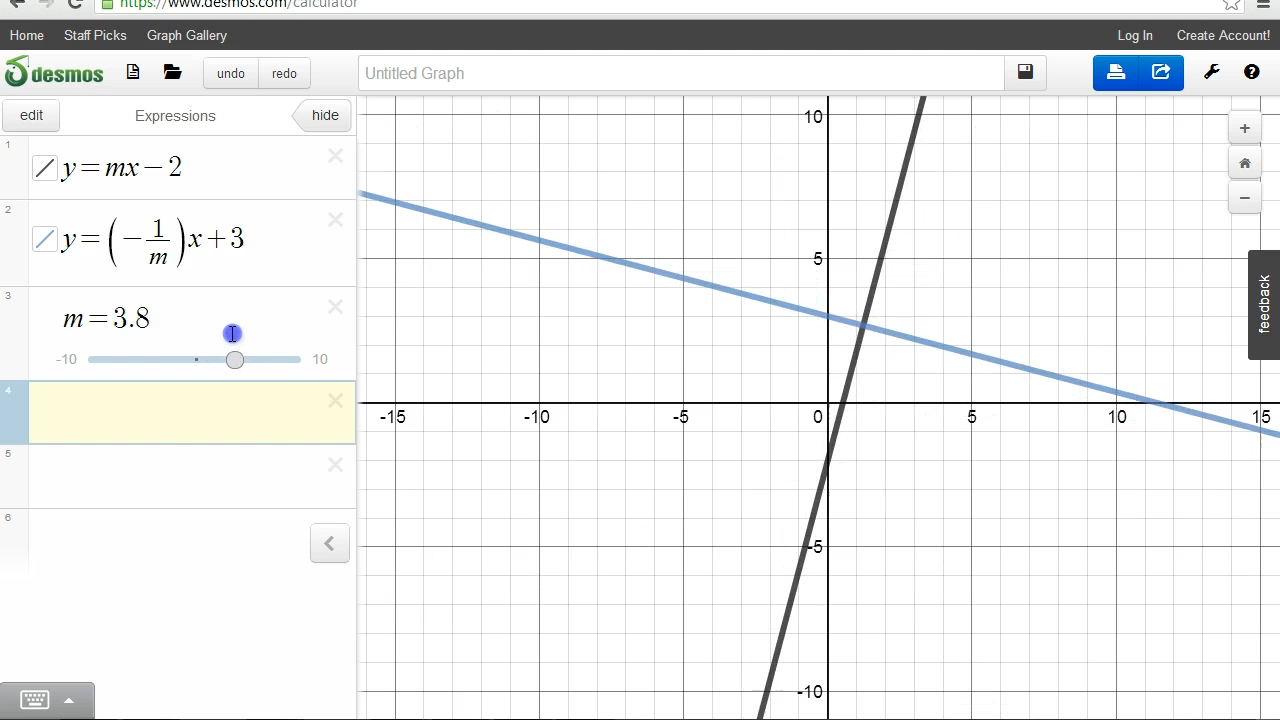 https://www.desmos.com/calculator
Home Staff Picks Graph Gallery Log In Create Account!
desmos undo redo Untitled Graph
edit Expressions hide
1 y=mx−2
2 y=(−1/m)x+3
3 m=3.8
-10 10
4
5
6
10
5
-15 -10 -5 0 5 10 15
-5
-10
+
−
feedback